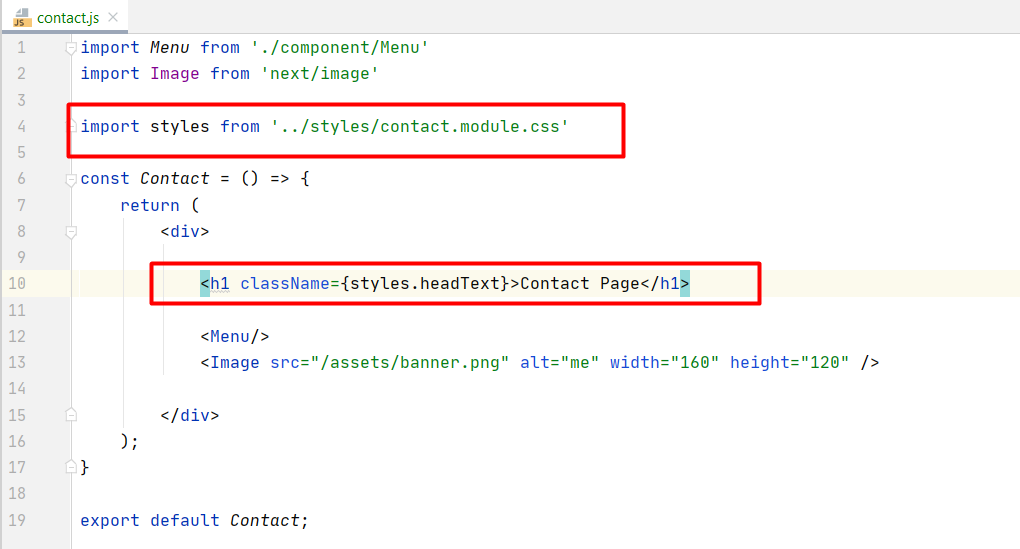 contact.js
1 import Menu from './component/Menu'
2 import Image from 'next/image'
3
4 import styles from '../styles/contact.module.css'
5
6 const Contact = () => {
7 return (
8 <div>
9
10 <h1 className={styles.headText}>Contact Page</h1>
11
12 <Menu/>
13 <Image src="/assets/banner.png" alt="me" width="160" height="120" />
14
15 </div>
16 );
17 }
18
19 export default Contact;